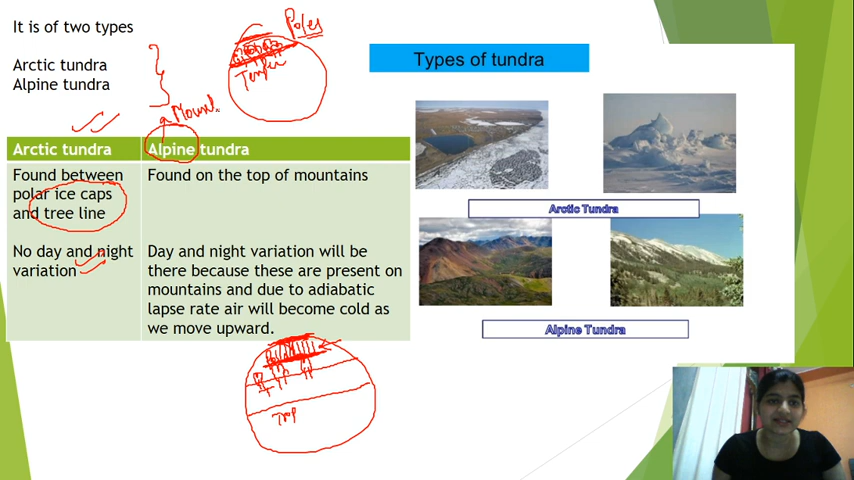 It is of two types
Arctic tundra
Alpine tundra
Poles
Temper
Mount.
Types of tundra
Arctic tundra
Alpine tundra
Found between
polar ice caps
and tree line
Found on the top of mountains
No day and night
variation
Day and night variation will be
there because these are present on
mountains and due to adiabatic
lapse rate air will become cold as
we move upward.
Arctic Tundra
Alpine Tundra
Trop